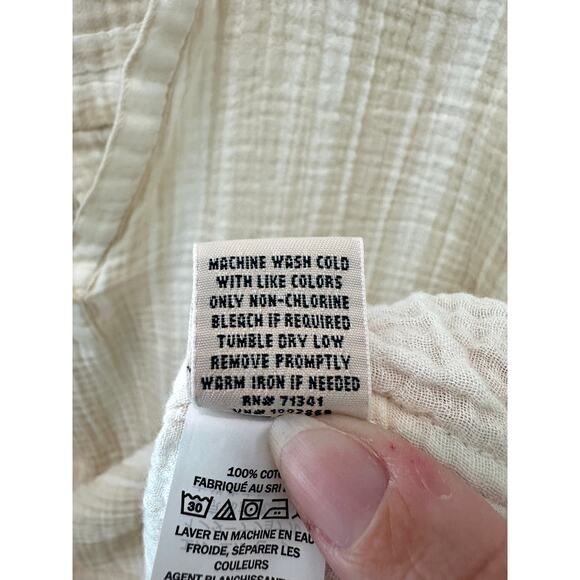 MACHINE WASH COLD
WITH LIKE COLORS
ONLY NON-CHLORINE
BLEACH IF REQUIRED
TUMBLE DRY LOW
REMOVE PROMPTLY
WARM IRON IF NEEDED
RN# 71341
100% COT
FABRIQUÉ AU SRI
30
LAVER EN MACHINE EN EAU
FROIDE, SÉPARER LES
COULEURS
AGENT BLANCHISSANT